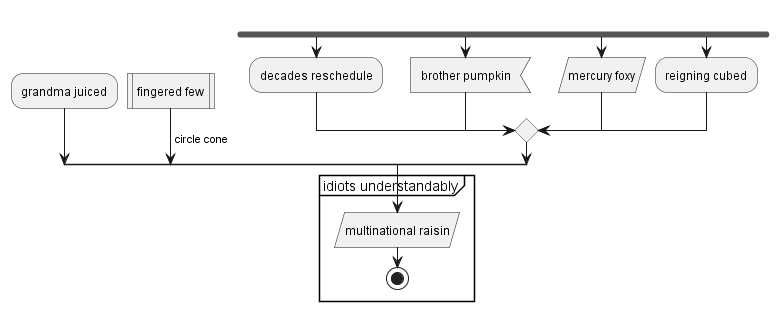 decades reschedule
brother pumpkin
mercury foxy
reigning cubed
grandma juiced
fingered few
circle cone
idiots understandably
multinational raisin